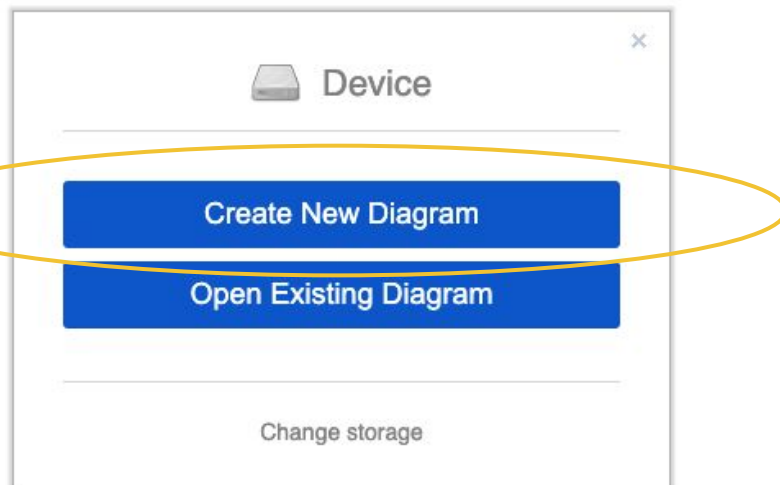 Device
Create New Diagram
Open Existing Diagram
Change storage